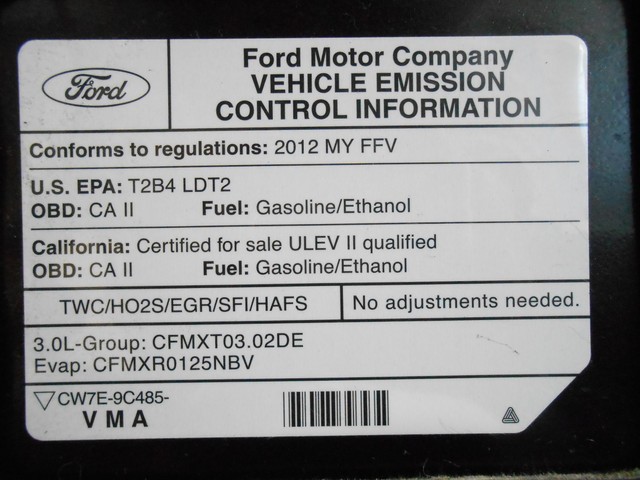 Ford
Ford Motor Company
VEHICLE EMISSION
CONTROL INFORMATION
Conforms to regulations: 2012 MY FFV
U.S. EPA: T2B4 LDT2
OBD: CA II Fuel: Gasoline/Ethanol
California: Certified for sale ULEV II qualified
OBD: CA II Fuel: Gasoline/Ethanol
TWC/HO2S/EGR/SFI/HAFS No adjustments needed.
3.0L-Group: CFMXT03.02DE
Evap: CFMXR0125NBV
CW7E-9C485-
VMA